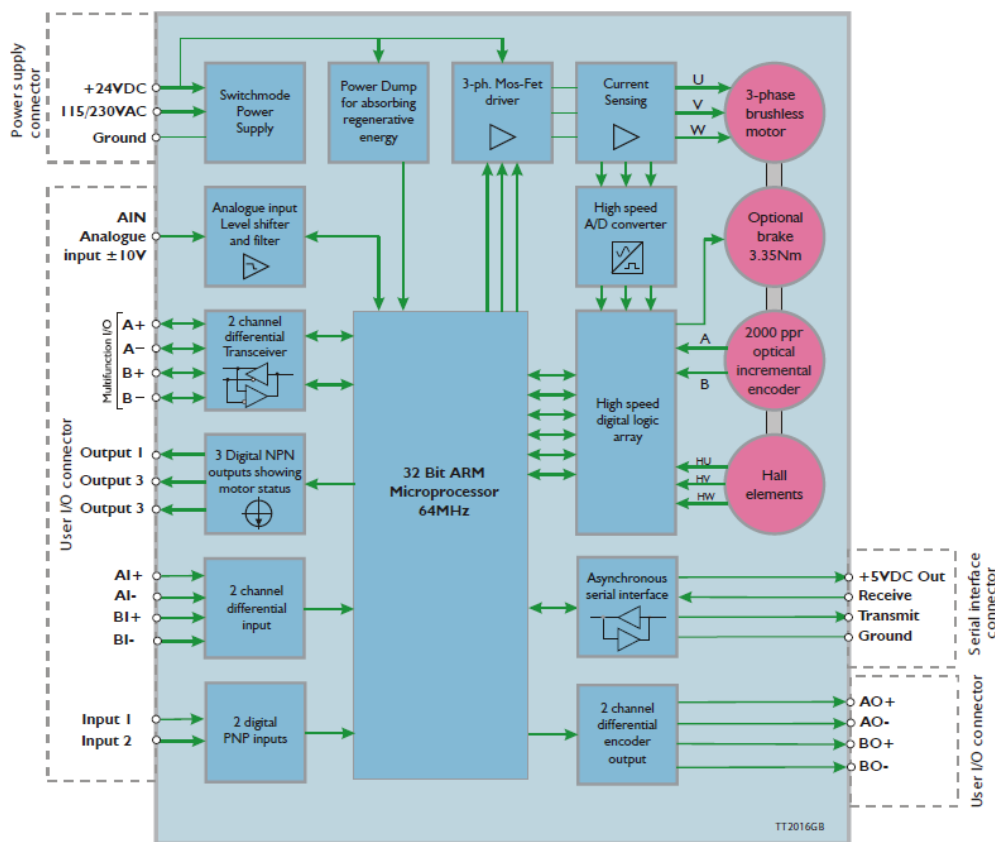 Power supply
connector
+24VDC
115/230VAC
Ground
Switchmode
Power
Supply
Power Dump
for absorbing
regenerative
energy
3-ph. Mos-Fet
driver
Current
Sensing
U
V
W
3-phase
brushless
motor
AIN
Analogue
input ±10V
Analogue input
Level shifter
and filter
High speed
A/D converter
Optional
brake
3.35Nm
User I/O connector
Multifunction I/O
A+
A−
B+
B−
2 channel
differential
Transceiver
A
B
2000 ppr
optical
incremental
encoder
High speed
digital logic
array
Output 1
Output 3
Output 3
3 Digital NPN
outputs showing
motor status
32 Bit ARM
Microprocessor
64MHz
HU
HV
HW
Hall
elements
AI+
AI-
BI+
BI-
2 channel
differential
input
Asynchronous
serial interface
+5VDC Out
Receive
Transmit
Ground
Serial interface
connector
Input 1
Input 2
2 digital
PNP inputs
2 channel
differential
encoder
output
AO+
AO-
BO+
BO-
User I/O connector
TT2016GB